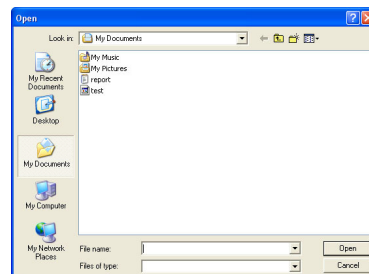 Open
Look in:
My Documents
My Music
My Pictures
report
test
My Recent
Documents
Desktop
My Documents
My Computer
My Network
Places
File name:
Open
Files of type:
Cancel